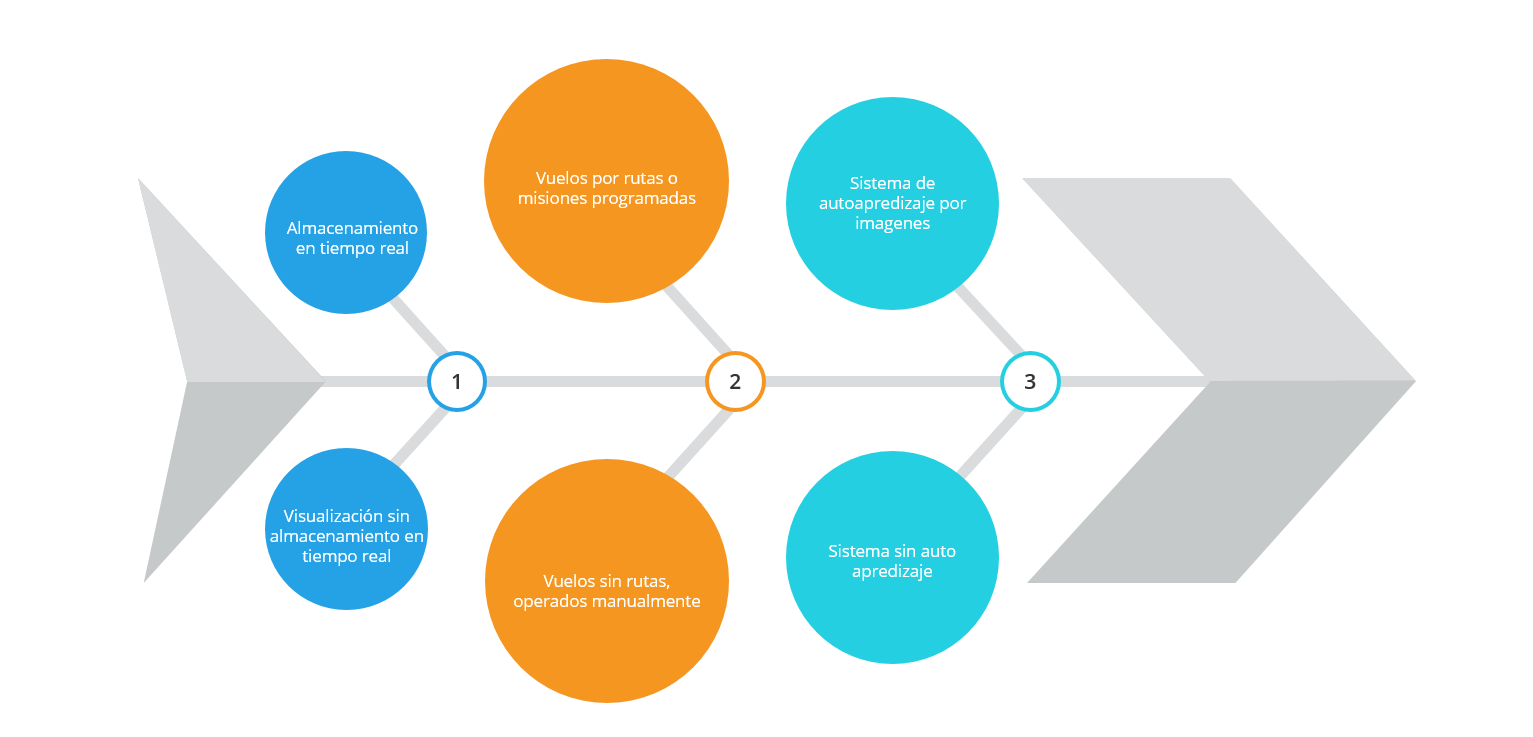 Almacenamiento
en tiempo real
Vuelos por rutas o
misiones programadas
Sistema de
autoapredizaje por
imagenes
1
2
3
Visualización sin
almacenamiento en
tiempo real
Vuelos sin rutas,
operados manualmente
Sistema sin auto
apredizaje